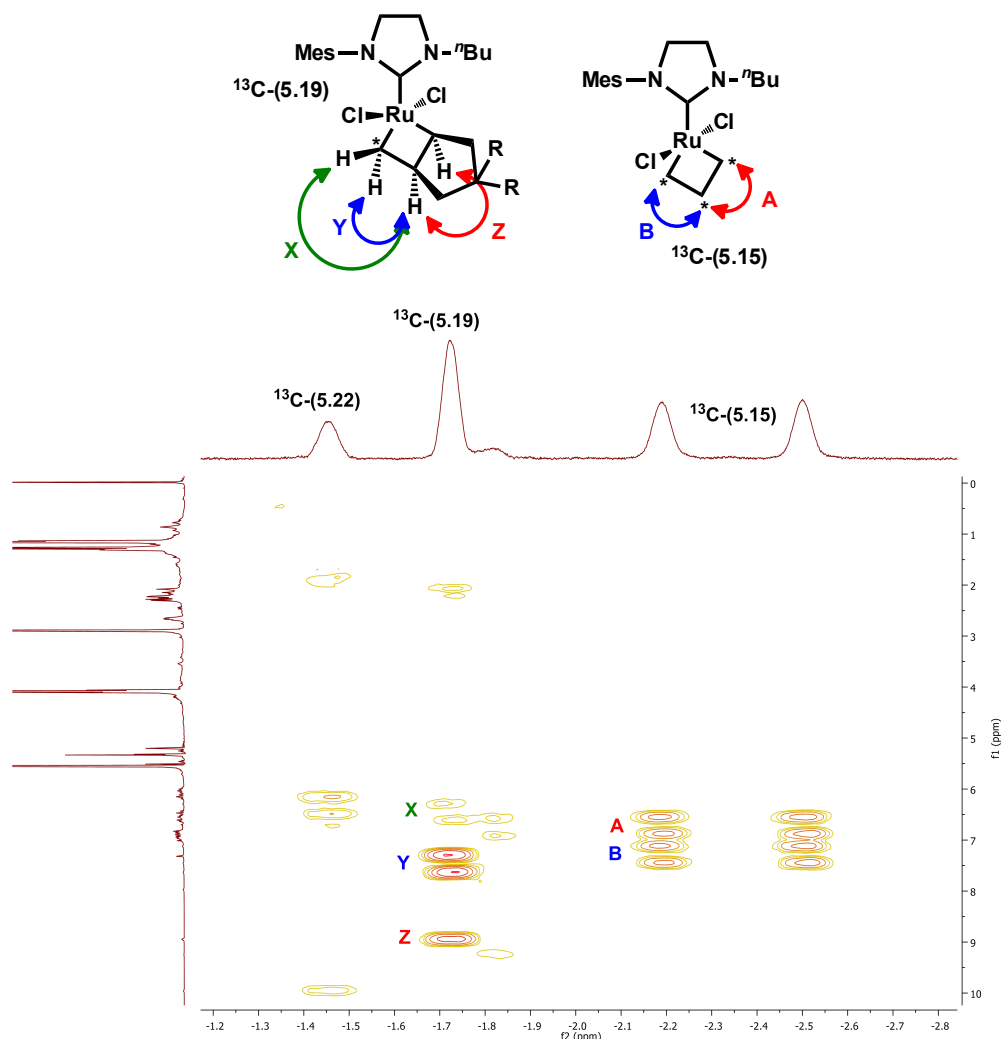 Mes N N ⁿBu
¹³C-(5.19)
Cl Ru Cl
*
H H H H R R
X Y Z
Mes N N ⁿBu
Ru Cl
Cl
* * *
B A
¹³C-(5.15)
¹³C-(5.19)
¹³C-(5.22)
¹³C-(5.15)
X
Y
Z
A
B
0
1
2
3
4
5
6
7
8
9
10
f1 (ppm)
-1.2 -1.3 -1.4 -1.5 -1.6 -1.7 -1.8 -1.9 -2.0 -2.1 -2.2 -2.3 -2.4 -2.5 -2.6 -2.7 -2.8
f2 (ppm)